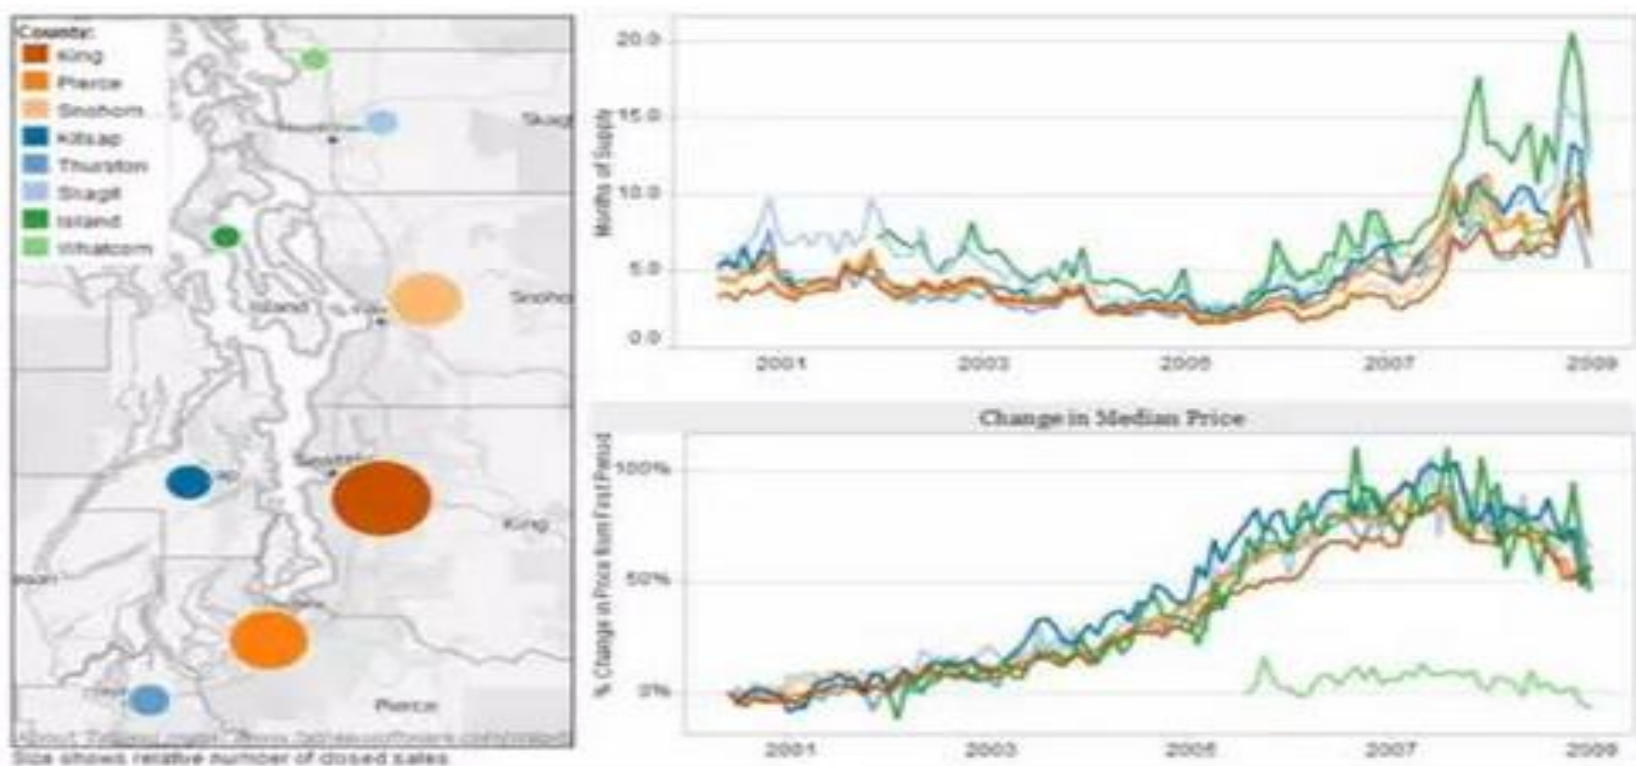 County:
King
Pierce
Snohom
Kitsap
Thurston
Skagit
Island
Whatcom
Skagi
Snoho
Island
King
Pierce
Size shows relative number of closed sales
Months of Supply
20.0
15.0
10.0
5.0
0.0
2001
2003
2005
2007
2009
Change in Median Price
% Change in Price from First Period
100%
50%
0%
2001
2003
2005
2007
2009